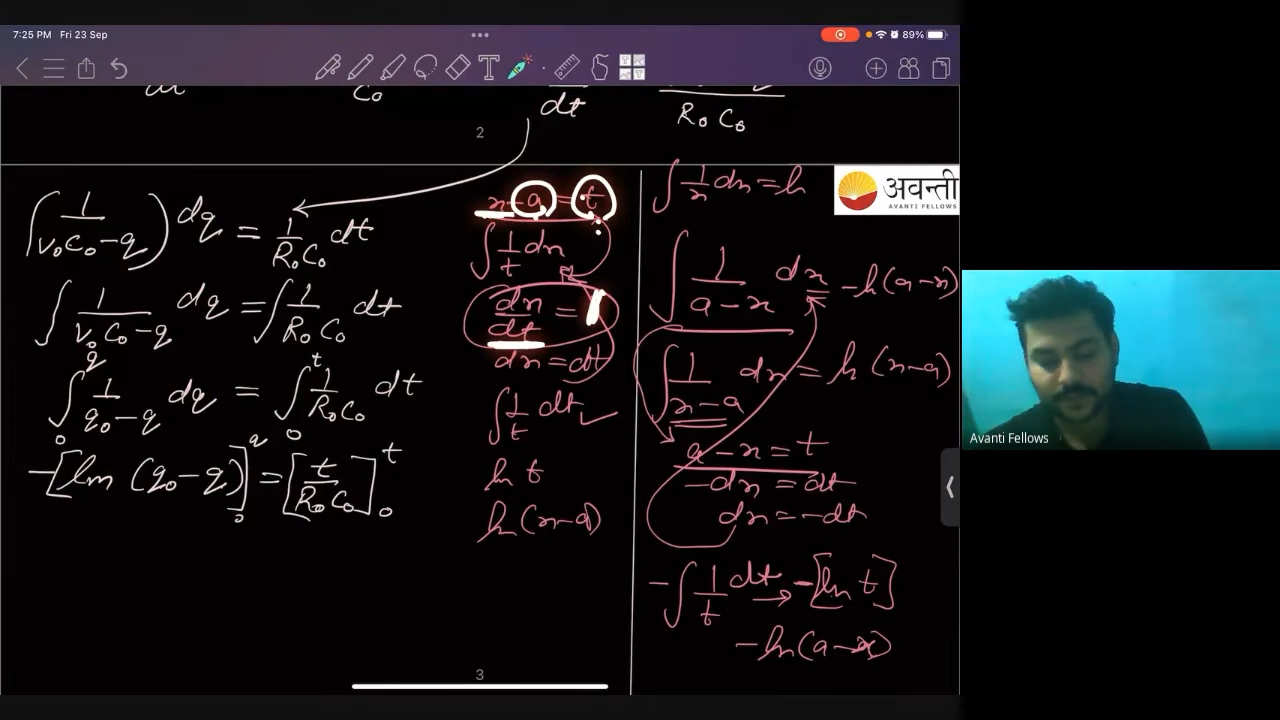 7:25 PM Fri 23 Sep
89%
dt
C₀
R₀ C₀
2
∫(1/(V₀C₀-q)) dq = 1/(R₀C₀) dt
∫ 1/(V₀C₀-q) dq = ∫ 1/(R₀C₀) dt
∫₀^q 1/(q₀-q) dq = ∫₀^t 1/(R₀C₀) dt
-[ln (q₀-q)]₀^q = [t/(R₀C₀)]₀^t
x-a = t
∫ 1/t dx
dx/dt = 1
dx = dt
∫ 1/t dt
ln t
ln(x-a)
∫ 1/x dx = ln
अवन्ती
AVANTI FELLOWS
∫ 1/(a-x) dx = -ln(a-x)
∫ 1/(x-a) dx = ln (x-a)
a-x = t
-dx = dt
dx = -dt
-∫ 1/t dt → -[ln t]
-ln(a-x)
3
Avanti Fellows